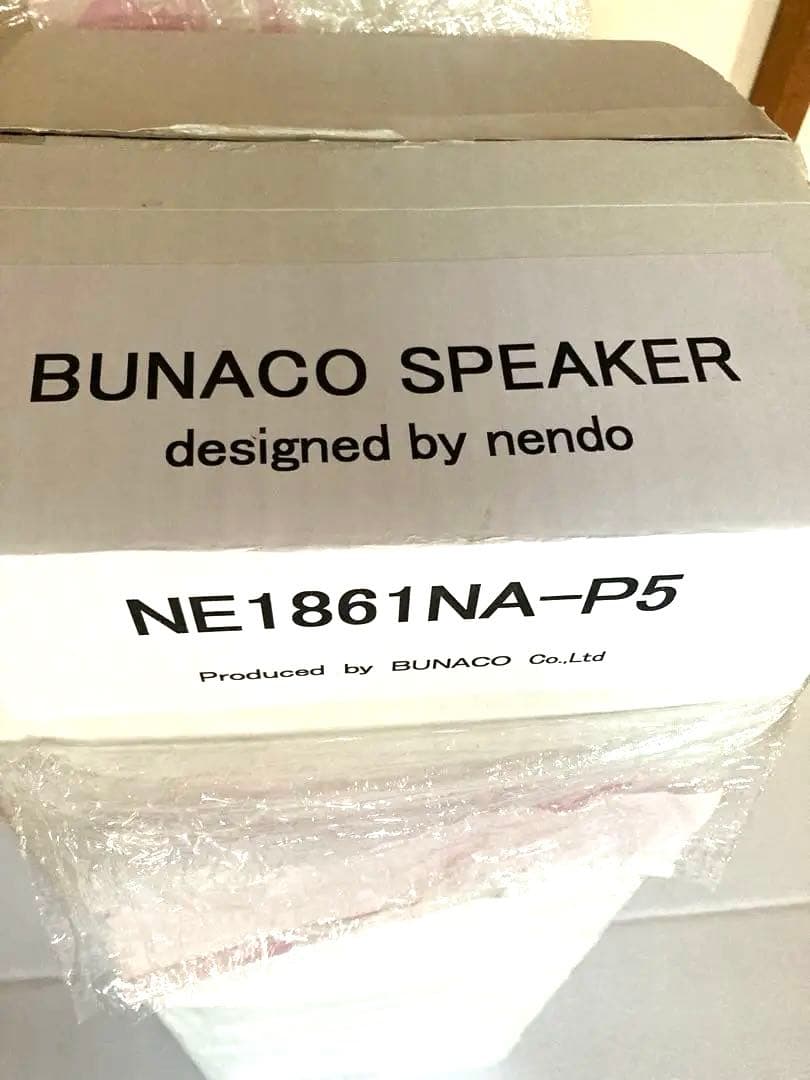 BUNACO SPEAKER
designed by nendo
NE1861NA-P5
Produced by BUNACO Co.,Ltd